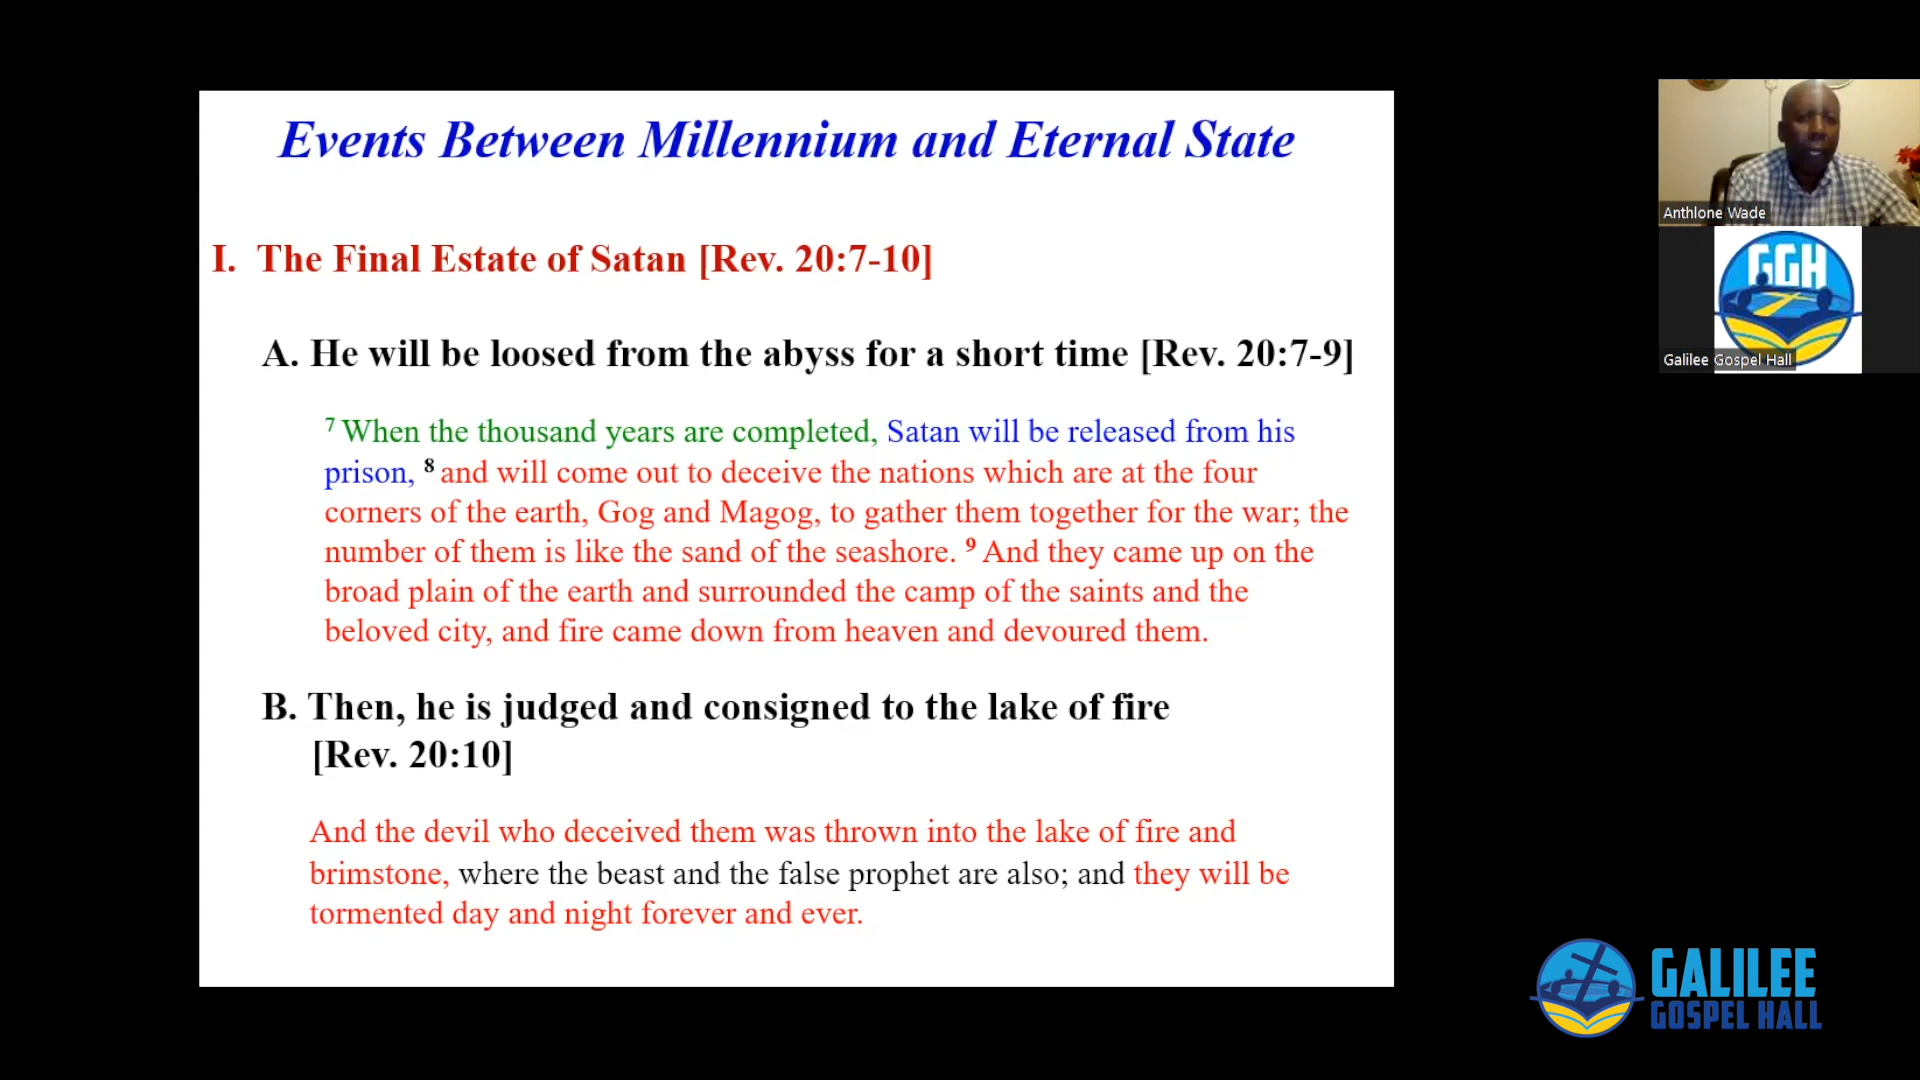 Events Between Millennium and Eternal State
I. The Final Estate of Satan [Rev. 20:7-10]
A. He will be loosed from the abyss for a short time [Rev. 20:7-9]
7 When the thousand years are completed, Satan will be released from his
prison, 8 and will come out to deceive the nations which are at the four
corners of the earth, Gog and Magog, to gather them together for the war; the
number of them is like the sand of the seashore. 9 And they came up on the
broad plain of the earth and surrounded the camp of the saints and the
beloved city, and fire came down from heaven and devoured them.
B. Then, he is judged and consigned to the lake of fire
[Rev. 20:10]
And the devil who deceived them was thrown into the lake of fire and
brimstone, where the beast and the false prophet are also; and they will be
tormented day and night forever and ever.
Anthlone Wade
GGH
Galilee Gospel Hall
GALILEE
GOSPEL HALL